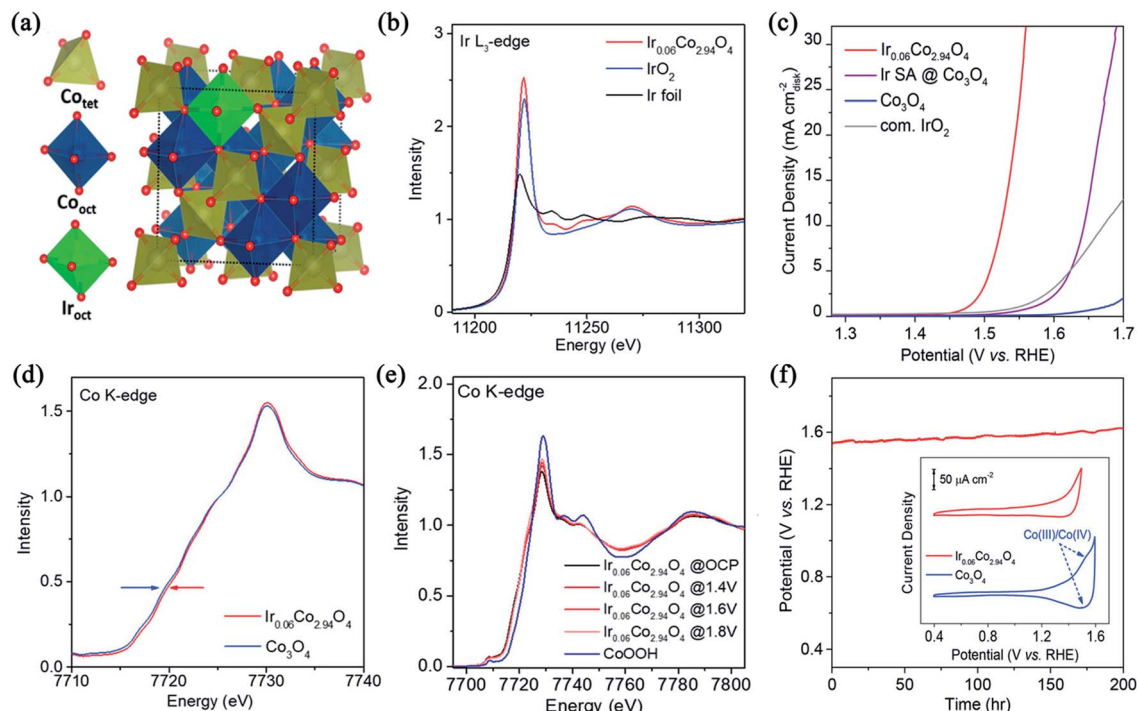 (a)
Co_tet
Co_oct
Ir_oct
(b)
Ir L₃-edge
Ir₀.₀₆Co₂.₉₄O₄
IrO₂
Ir foil
Intensity
3
2
1
0
11200
11250
11300
Energy (eV)
(c)
Ir₀.₀₆Co₂.₉₄O₄
Ir SA @ Co₃O₄
Co₃O₄
com. IrO₂
Current Density (mA cm⁻²_disk)
30
25
20
15
10
5
0
1.3
1.4
1.5
1.6
1.7
Potential (V vs. RHE)
(d)
Co K-edge
Intensity
1.5
1.0
0.5
0.0
Ir₀.₀₆Co₂.₉₄O₄
Co₃O₄
7710
7720
7730
7740
Energy (eV)
(e)
Co K-edge
Intensity
2.0
1.5
1.0
0.5
0.0
Ir₀.₀₆Co₂.₉₄O₄ @OCP
Ir₀.₀₆Co₂.₉₄O₄ @1.4V
Ir₀.₀₆Co₂.₉₄O₄ @1.6V
Ir₀.₀₆Co₂.₉₄O₄ @1.8V
CoOOH
7700
7720
7740
7760
7780
7800
Energy (eV)
(f)
Potential (V vs. RHE)
1.6
1.2
0.8
0.4
50 µA cm⁻²
Current Density
Co(III)/Co(IV)
Ir₀.₀₆Co₂.₉₄O₄
Co₃O₄
0.4
0.8
1.2
1.6
Potential (V vs. RHE)
0
50
100
150
200
Time (hr)